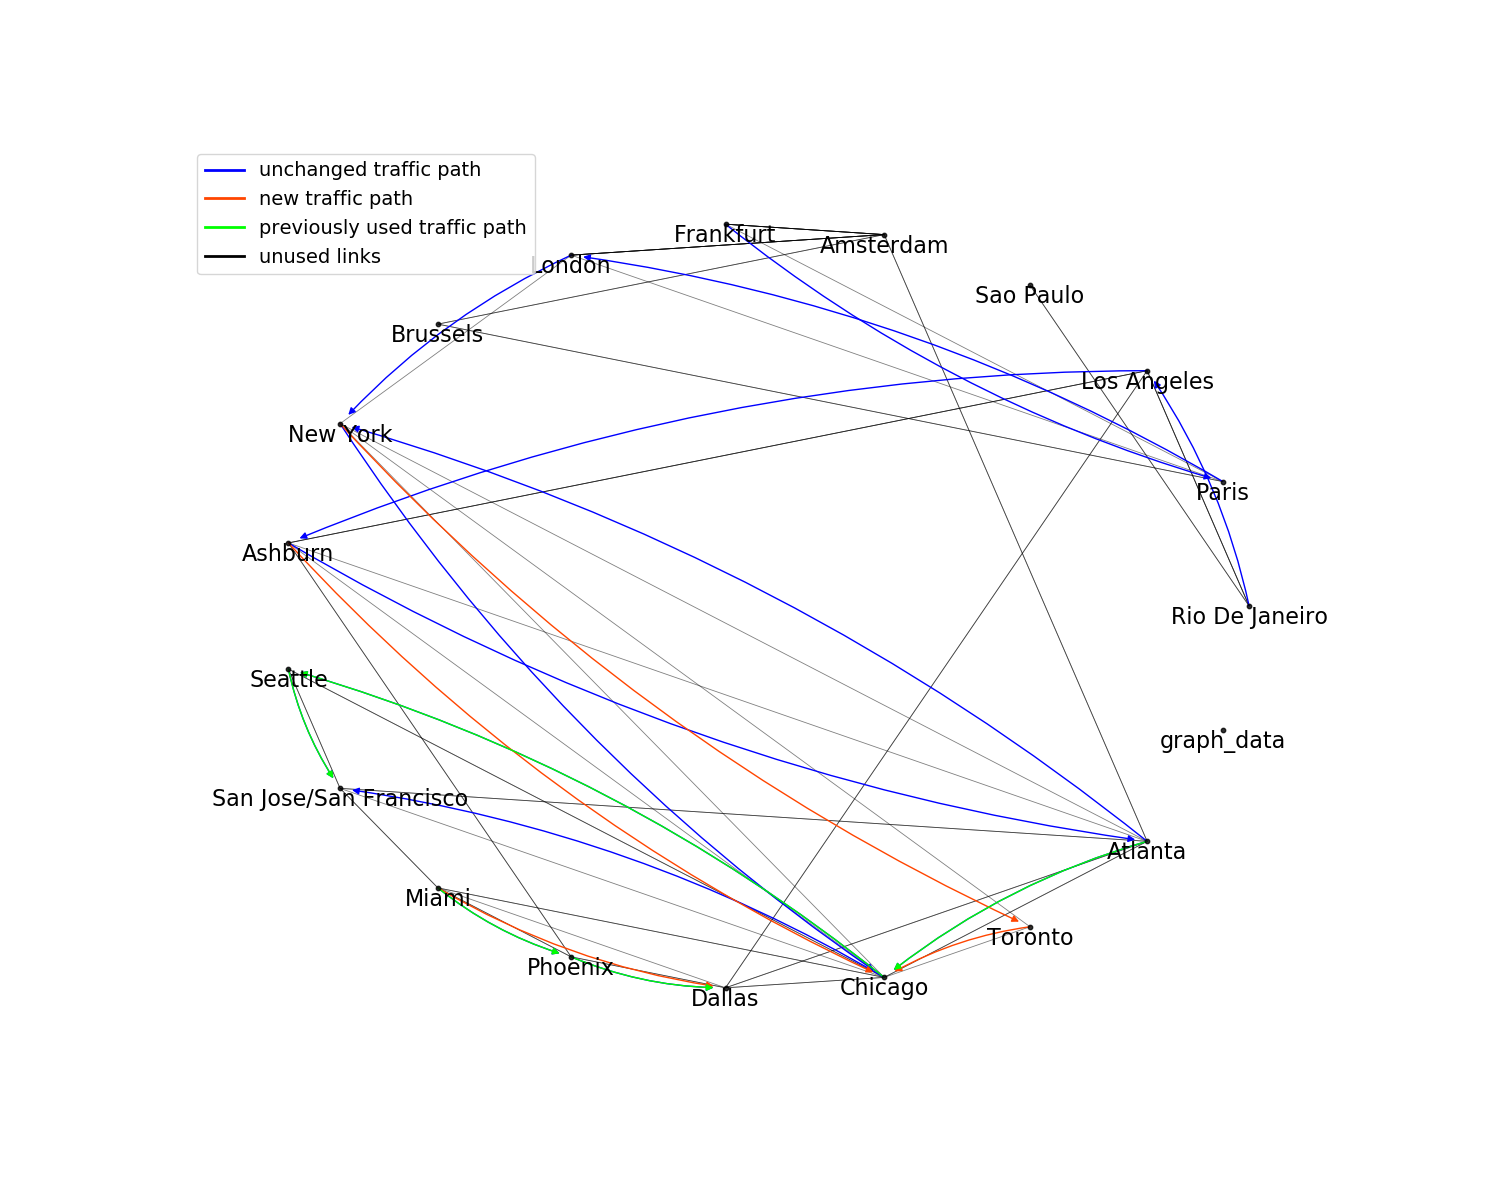 unchanged traffic path
new traffic path
previously used traffic path
unused links
Frankfurt
Amsterdam
London
Sao Paulo
Brussels
Los Angeles
New York
Paris
Ashburn
Rio De Janeiro
Seattle
graph_data
San Jose/San Francisco
Atlanta
Miami
Toronto
Phoenix
Chicago
Dallas